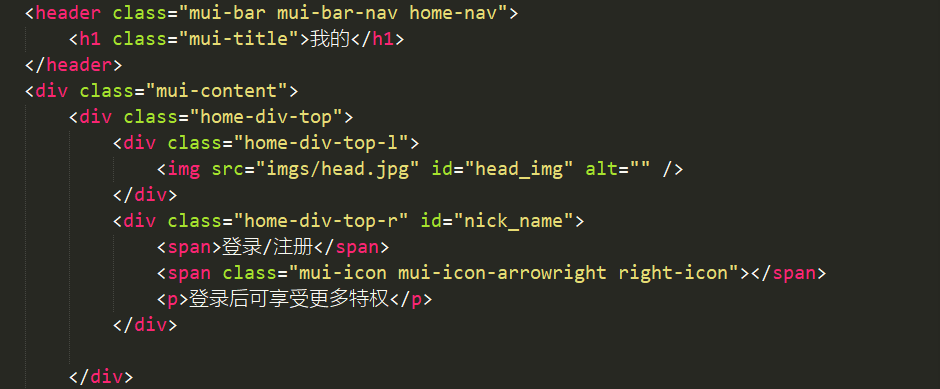 <header class="mui-bar mui-bar-nav home-nav">
<h1 class="mui-title">我的</h1>
</header>
<div class="mui-content">
<div class="home-div-top">
<div class="home-div-top-l">
<img src="imgs/head.jpg" id="head_img" alt="" />
</div>
<div class="home-div-top-r" id="nick_name">
<span>登录/注册</span>
<span class="mui-icon mui-icon-arrowright right-icon"></span>
<p>登录后可享受更多特权</p>
</div>
</div>